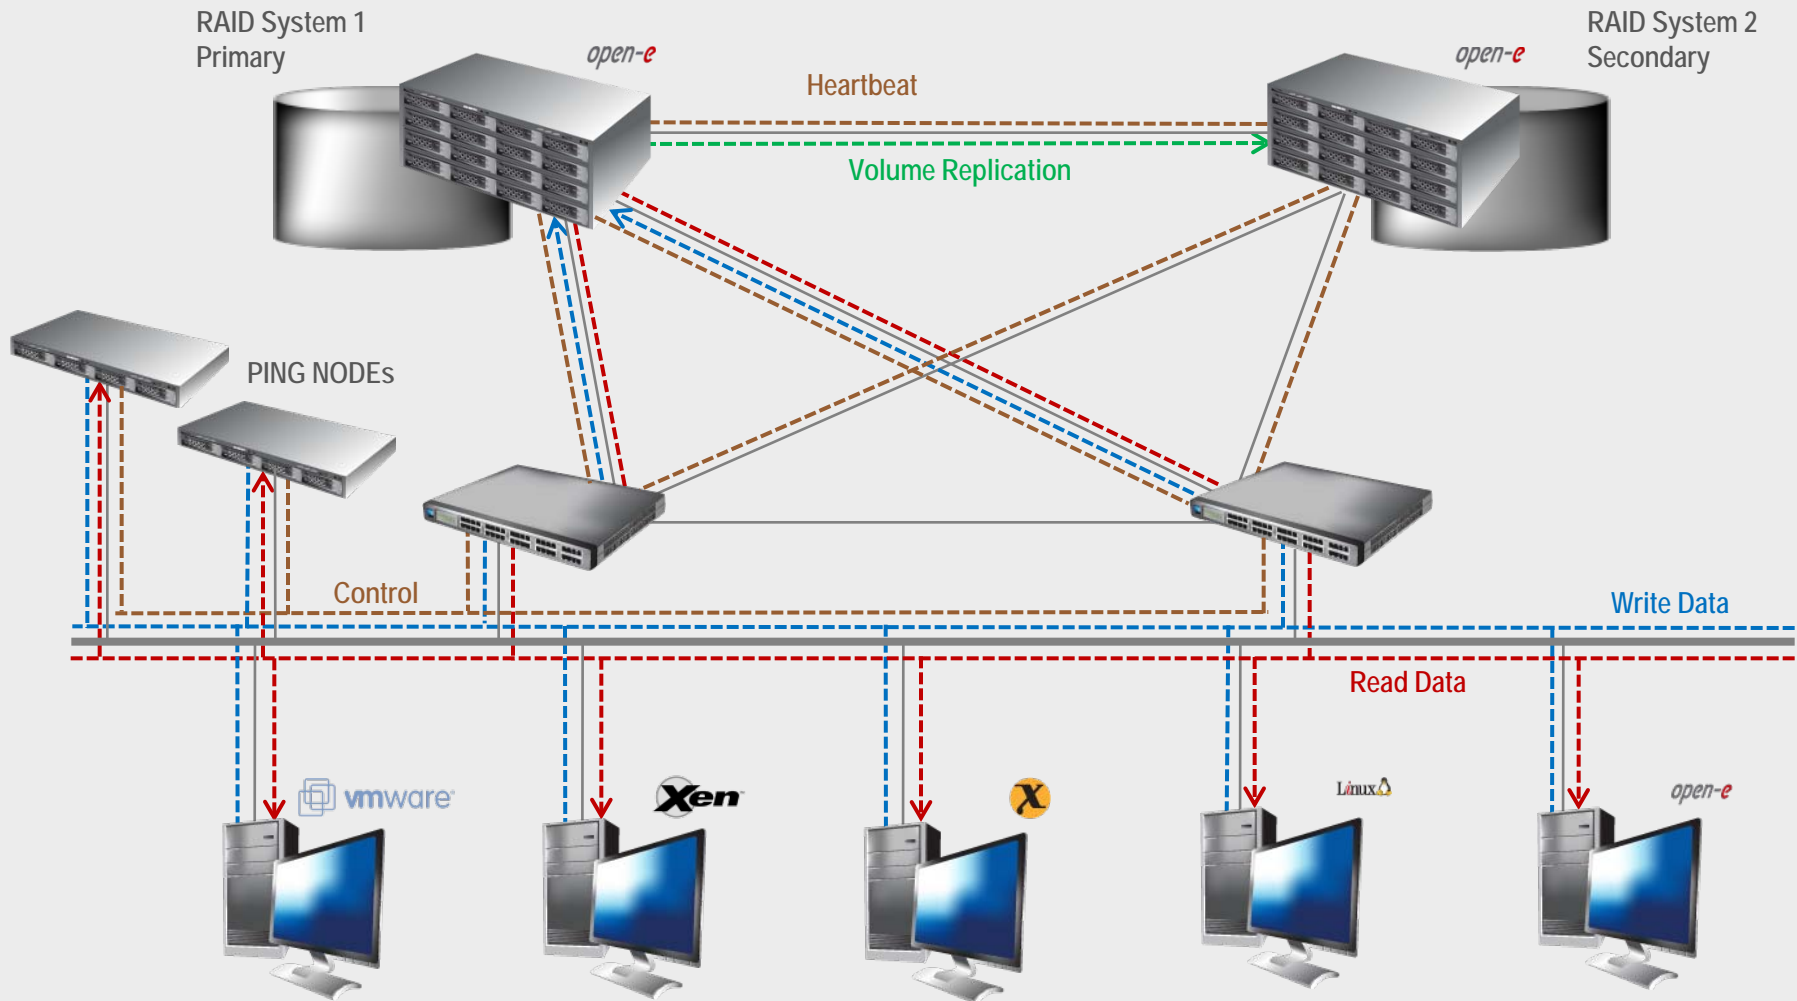 RAID System 1
Primary
open-e
open-e
RAID System 2
Secondary
Heartbeat
Volume Replication
PING NODEs
Control
Write Data
Read Data
vmware
Xen
X
Linux
open-e